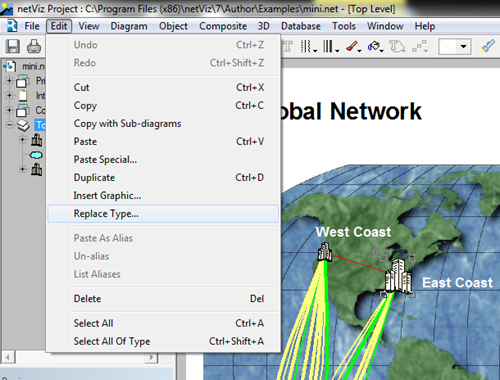 netViz Project : C:\Program Files (x86)\netViz\7\Author\Examples\mini.net - [Top Level]
File Edit View Diagram Object Composite 3D Database Tools Window
Undo Ctrl+Z
Redo Ctrl+Shift+Z
Cut Ctrl+X
Copy Ctrl+C
Copy with Sub-diagrams
Paste Ctrl+V
Paste Special...
Duplicate Ctrl+D
Insert Graphic...
Replace Type...
Paste As Alias
Un-alias
List Aliases
Delete Del
Select All Ctrl+A
Select All Of Type Ctrl+Shift+A
mini.n
Pri
Int
Co
To
obal Network
West Coast
East Coast